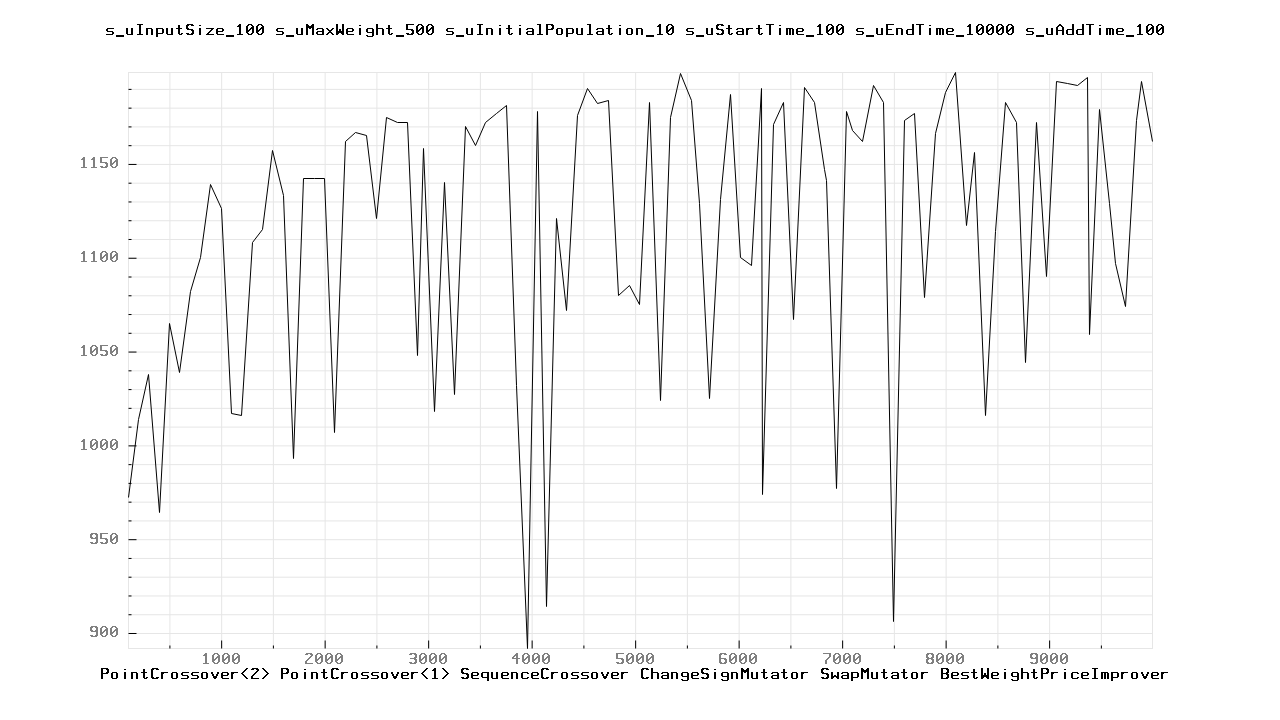 s_uInputSize_100 s_uMaxWeight_500 s_uInitialPopulation_10 s_uStartTime_100 s_uEndTime_10000 s_uAddTime_100
1150
1100
1050
1000
950
900
1000 2000 3000 4000 5000 6000 7000 8000 9000
PointCrossover<2> PointCrossover<1> SequenceCrossover ChangeSignMutator SwapMutator BestWeightPriceImprover